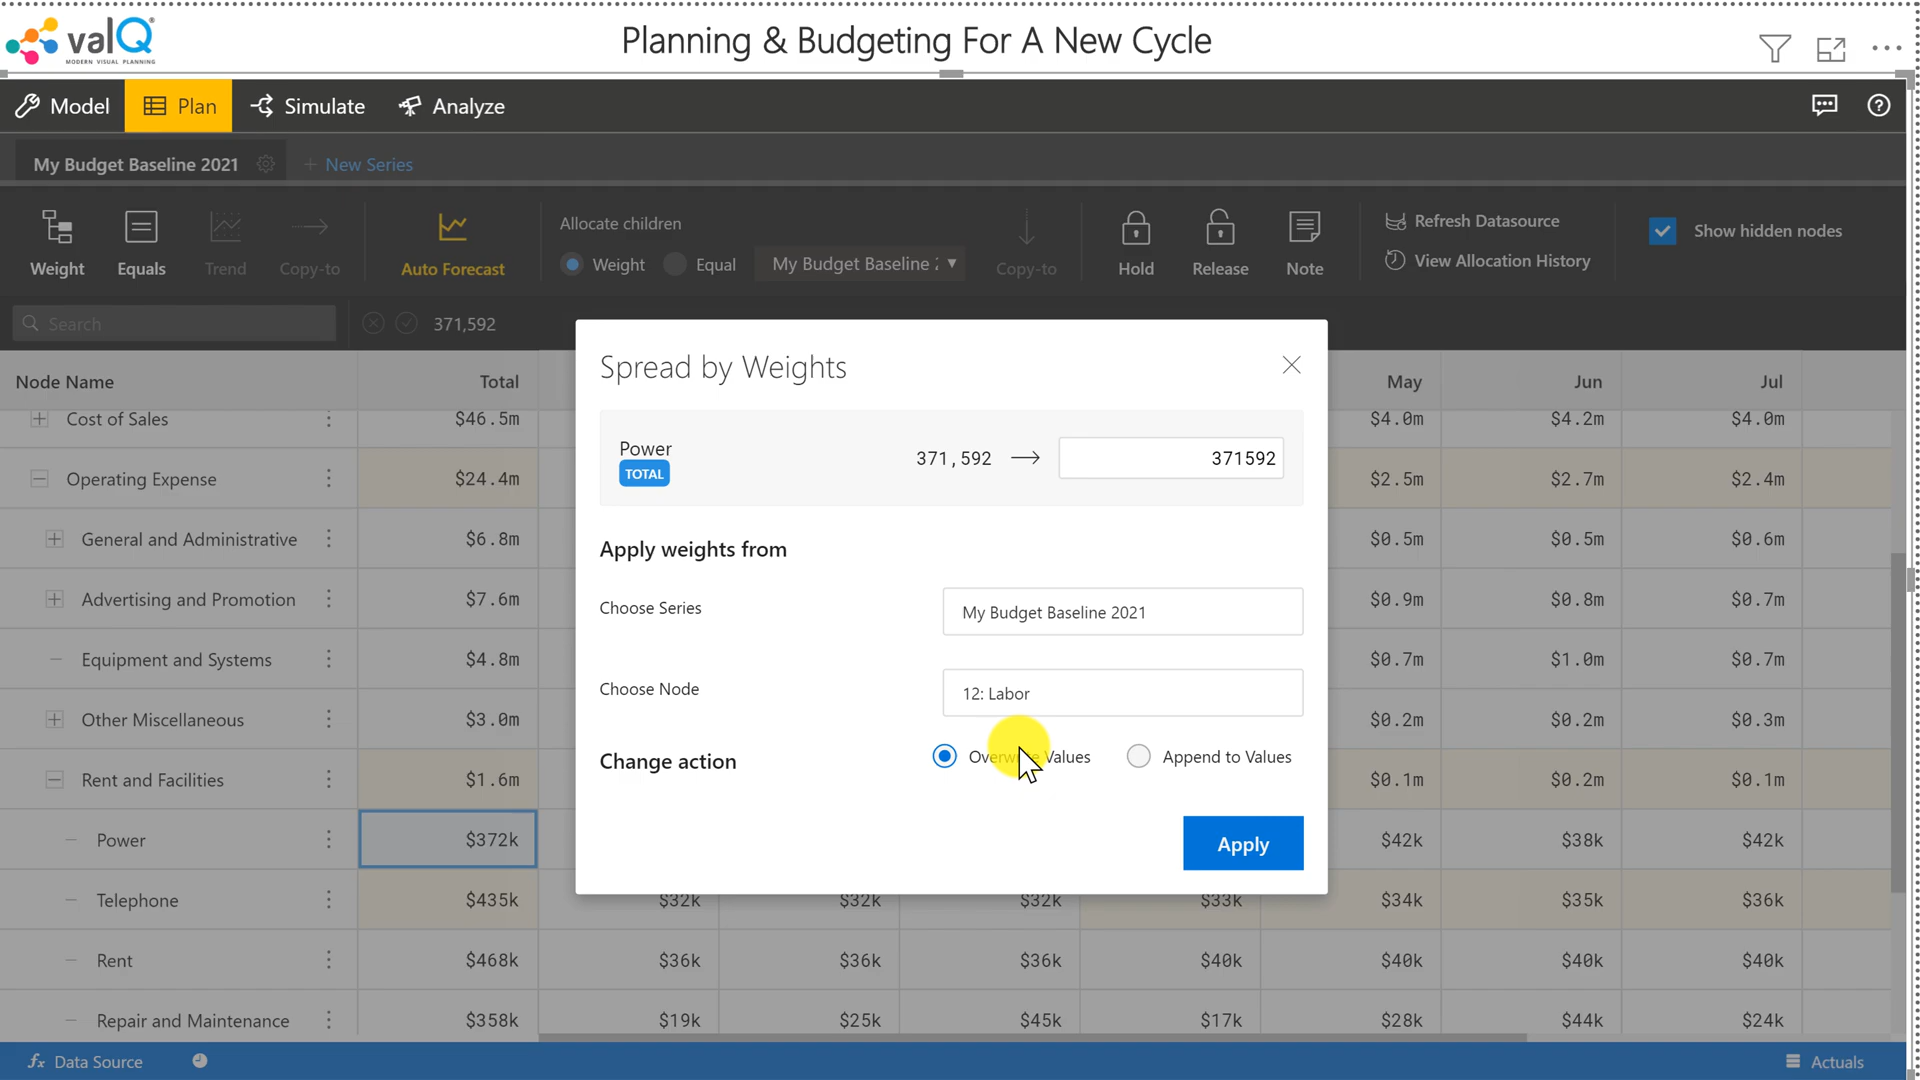 valQ
MODERN VISUAL PLANNING
Planning & Budgeting For A New Cycle
Model Plan Simulate Analyze
My Budget Baseline 2021 + New Series
Weight Equals Trend Copy-to Auto Forecast
Allocate children
Weight Equal My Budget Baseline :
Copy-to Hold Release Note
Refresh Datasource
View Allocation History
Show hidden nodes
Search 371,592
Node Name Total May Jun Jul
Cost of Sales $46.5m $4.0m $4.2m $4.0m
Operating Expense $24.4m $2.5m $2.7m $2.4m
General and Administrative $6.8m $0.5m $0.5m $0.6m
Advertising and Promotion $7.6m $0.9m $0.8m $0.7m
Equipment and Systems $4.8m $0.7m $1.0m $0.7m
Other Miscellaneous $3.0m $0.2m $0.2m $0.3m
Rent and Facilities $1.6m $0.1m $0.2m $0.1m
Power $372k $42k $38k $42k
Telephone $435k $32k $32k $32k $33k $34k $35k $36k
Rent $468k $36k $36k $36k $40k $40k $40k $40k
Repair and Maintenance $358k $19k $25k $45k $17k $28k $44k $24k
Spread by Weights
Power 371,592 371592
TOTAL
Apply weights from
Choose Series My Budget Baseline 2021
Choose Node 12: Labor
Change action Overwrite Values Append to Values
Apply
fx Data Source Actuals